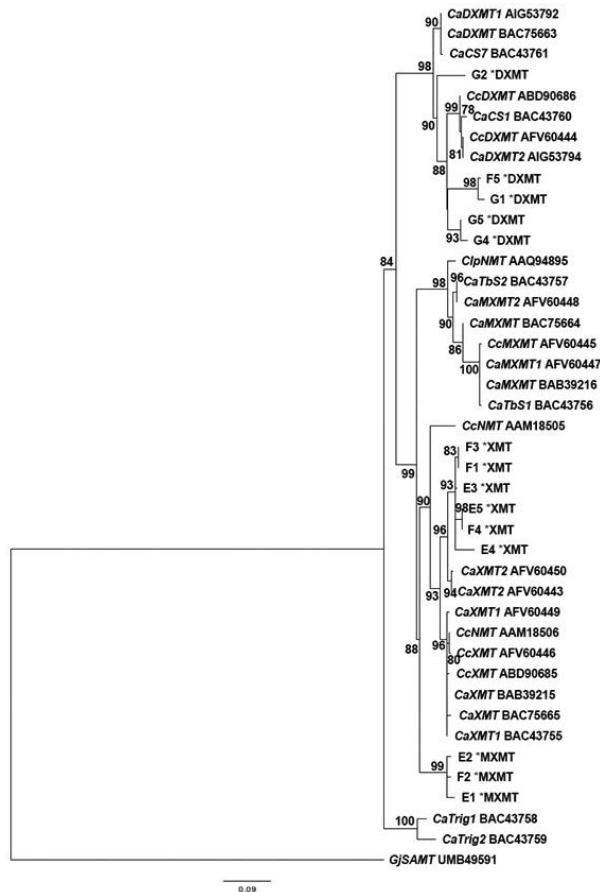 CaDXMT1 AIG53792
90
CaDXMT BAC75663
CaCS7 BAC43761
98
G2 *DXMT
CcDXMT ABD90686
99
78
CaCS1 BAC43760
90
CcDXMT AFV60444
81
CaDXMT2 AIG53794
88
98
F5 *DXMT
G1 *DXMT
G5 *DXMT
93
G4 *DXMT
84
ClpNMT AAQ94895
98
96
CaTbS2 BAC43757
CaMXMT2 AFV60448
90
CaMXMT BAC75664
86
CcMXMT AFV60445
100
CaMXMT1 AFV60447
CaMXMT BAB39216
CaTbS1 BAC43756
CcNMT AAM18505
83
F3 *XMT
99
F1 *XMT
93
E3 *XMT
90
98
E5 *XMT
96
F4 *XMT
E4 *XMT
CaXMT2 AFV60450
94
CaXMT2 AFV60443
93
CaXMT1 AFV60449
CcNMT AAM18506
96
88
80
CcXMT AFV60446
CcXMT ABD90685
CaXMT BAB39215
CaXMT BAC75665
CaXMT1 BAC43755
E2 *MXMT
99
F2 *MXMT
E1 *MXMT
100
CaTrig1 BAC43758
CaTrig2 BAC43759
GjSAMT UMB49591
0.09